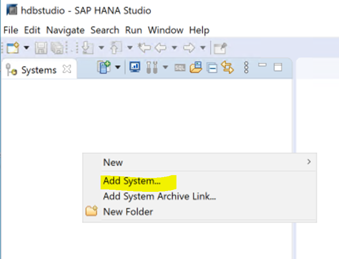 hdbstudio - SAP HANA Studio
File Edit Navigate Search Run Window Help
Systems
New
Add System...
Add System Archive Link...
New Folder